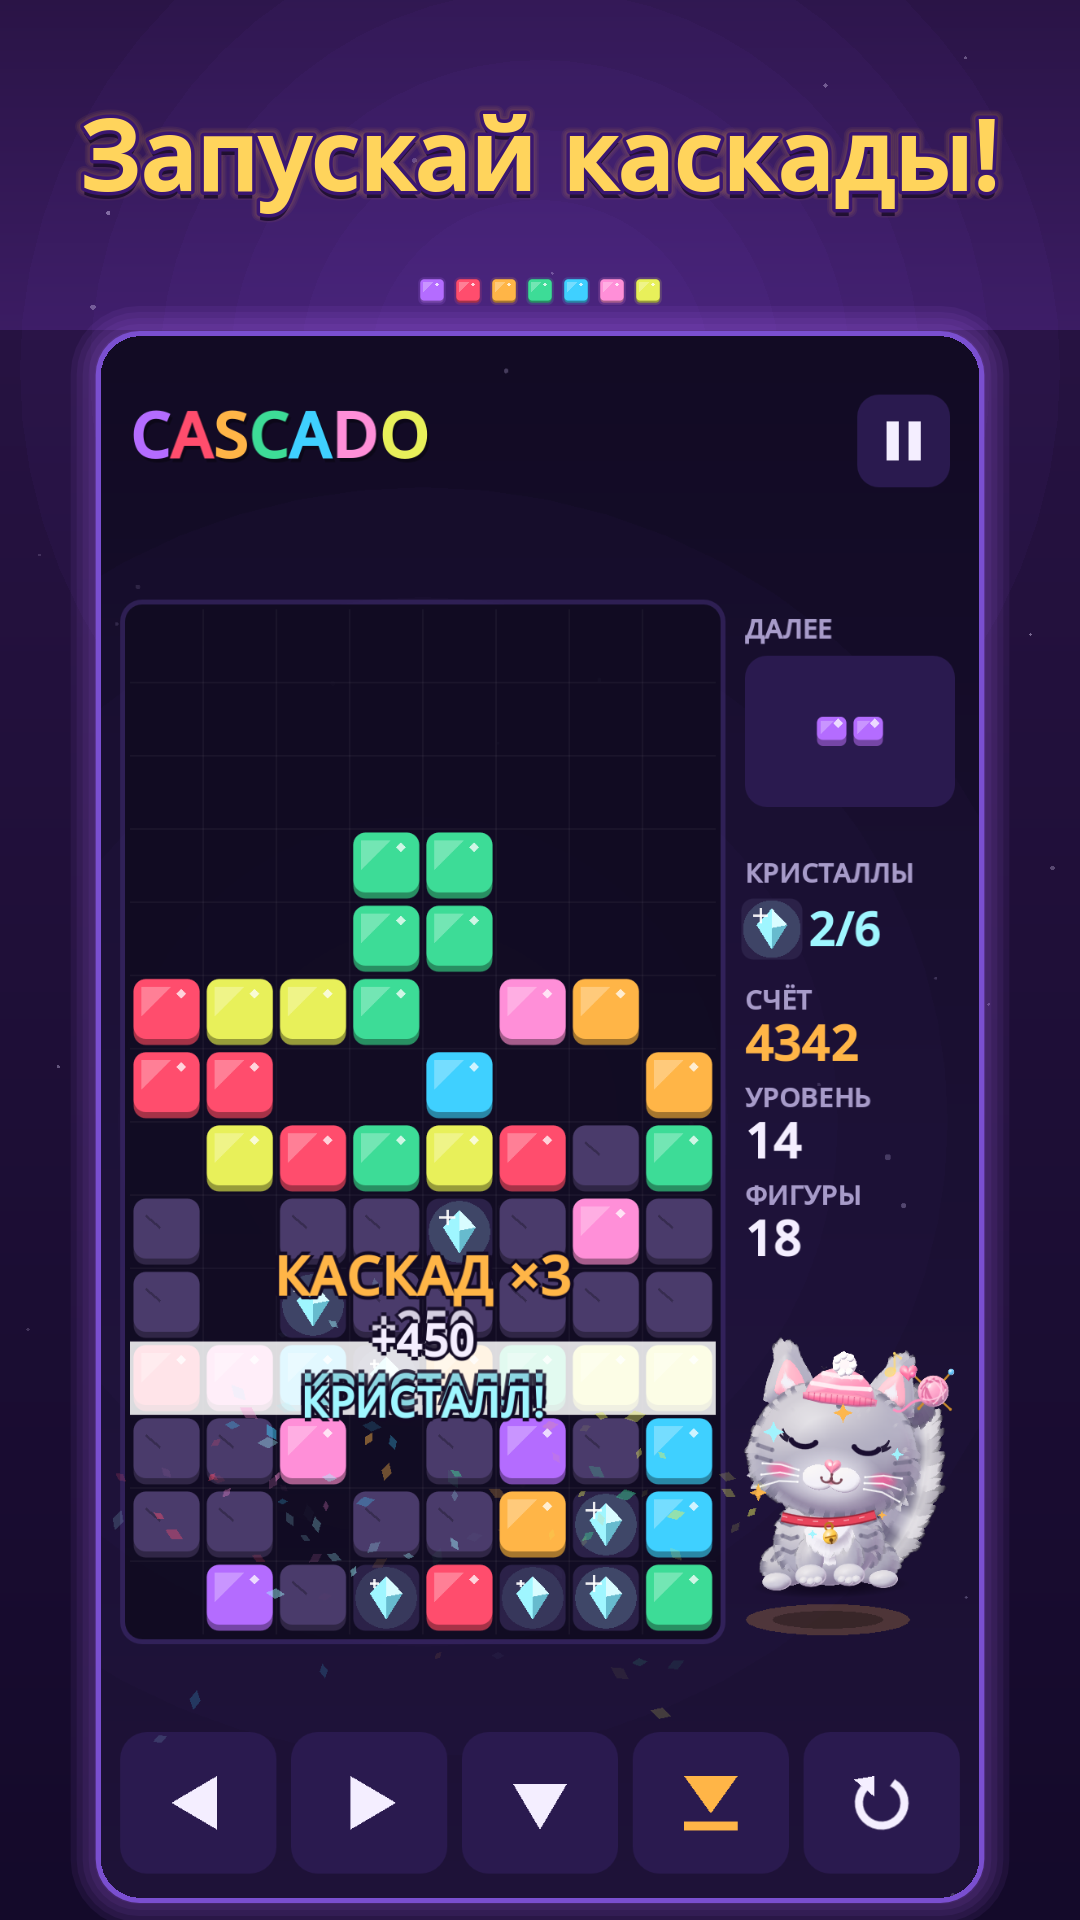 Запускай каскады!
CASCADO
ДАЛЕЕ
КРИСТАЛЛЫ
2/6
СЧЁТ
4342
УРОВЕНЬ
14
ФИГУРЫ
18
КАСКАД ×3
+450
КРИСТАЛЛ!